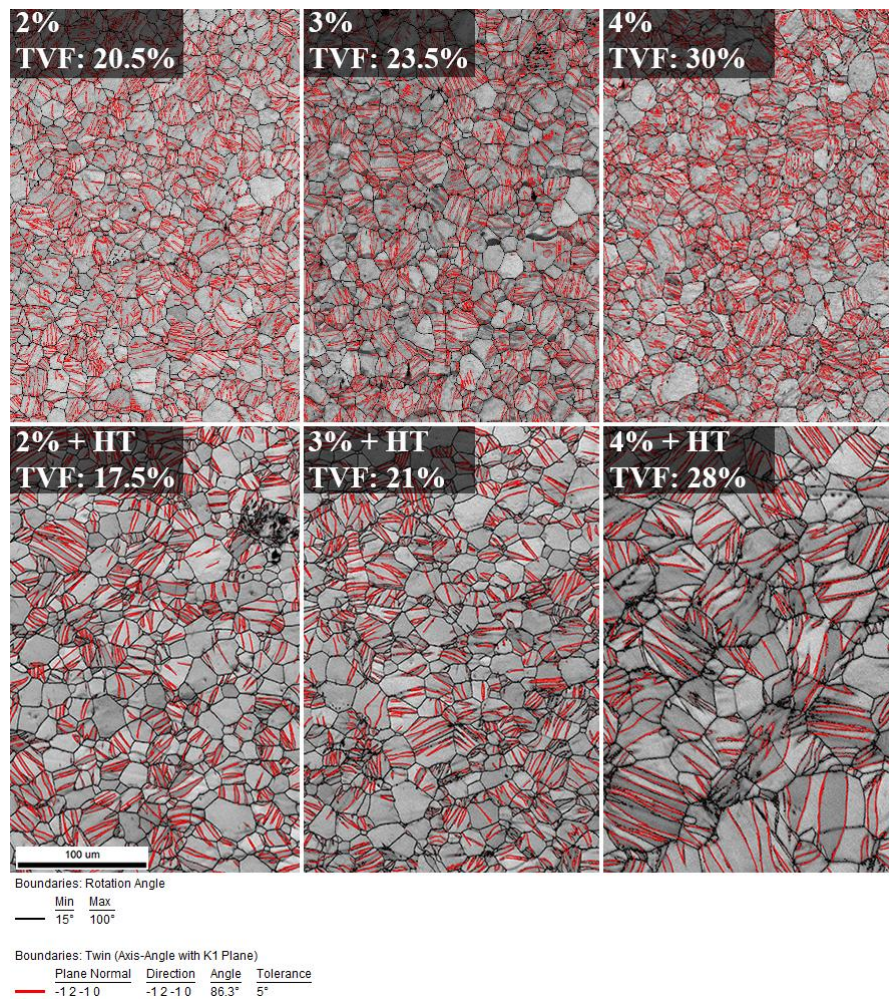 2%
TVF: 20.5%
3%
TVF: 23.5%
4%
TVF: 30%
2% + HT
TVF: 17.5%
3% + HT
TVF: 21%
4% + HT
TVF: 28%
100 um
Boundaries: Rotation Angle
Min Max
15° 100°
Boundaries: Twin (Axis-Angle with K1 Plane)
Plane Normal Direction Angle Tolerance
-1 2 -1 0 -1 2 -1 0 86.3° 5°